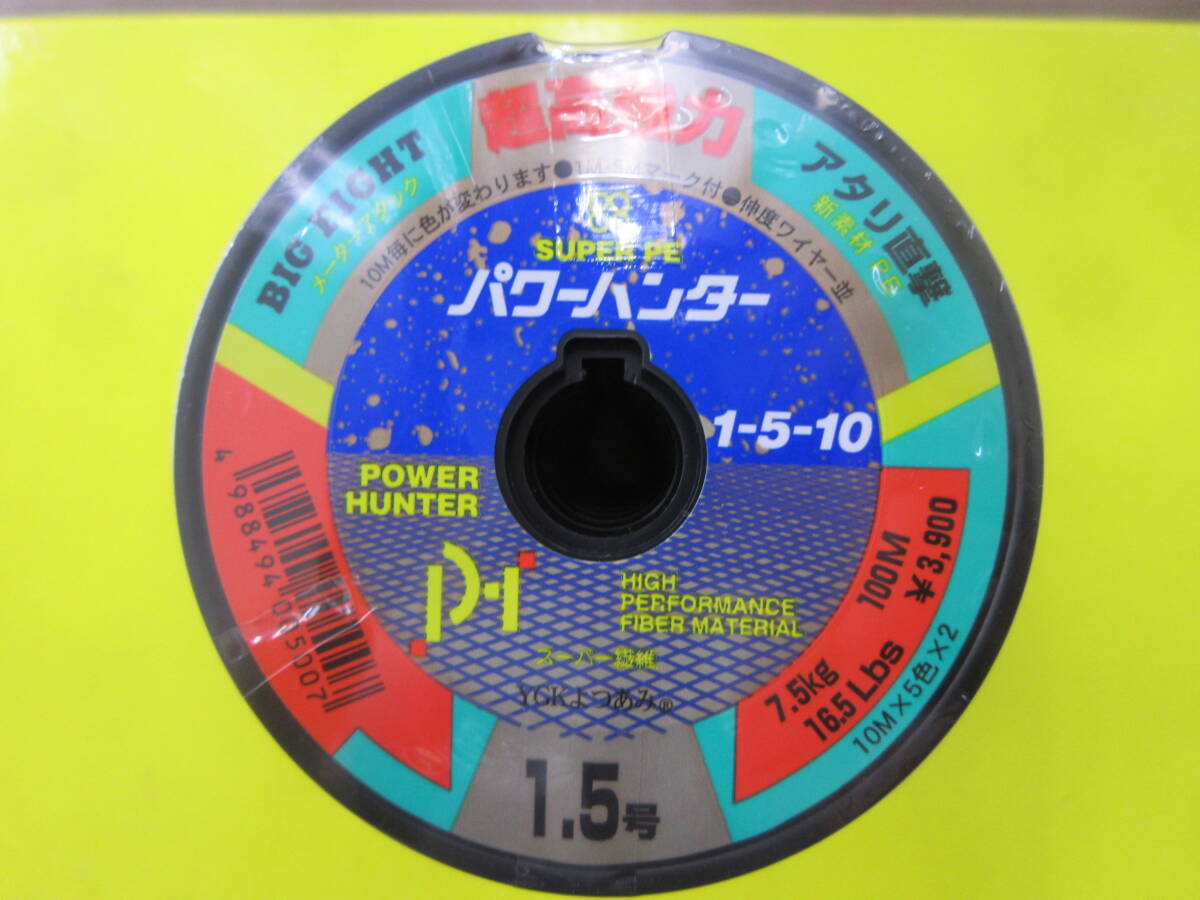 超高強力
BIG FIGHT
メーターアタック
アタリ直撃
新素材 P.E
10M毎に色が変わります●1M・5Mマーク付●伸度ワイヤー並
SUPER PE
パワーハンター
1-5-10
POWER
HUNTER
HIGH
PERFORMANCE
FIBER MATERIAL
スーパー繊維
YGKよつあみ®
100M
¥3,900
7.5kg
16.5Lbs
10M×5色×2
1.5号